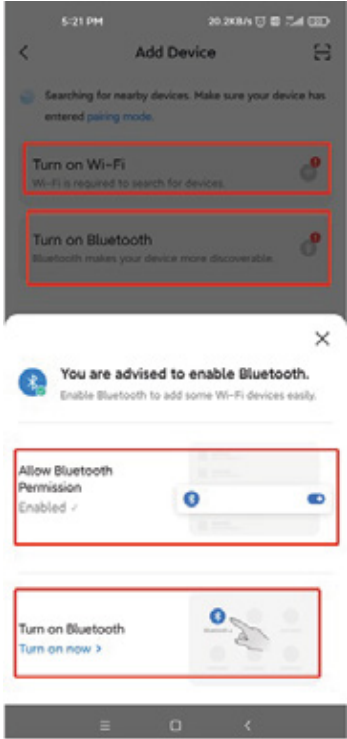 5:21 PM
20.2KB/s
Add Device
Searching for nearby devices. Make sure your device has
entered pairing mode.
Turn on Wi-Fi
Wi-Fi is required to search for devices.
Turn on Bluetooth
Bluetooth makes your device more discoverable.
You are advised to enable Bluetooth.
Enable Bluetooth to add some Wi-Fi devices easily.
Allow Bluetooth
Permission
Enabled ✓
Turn on Bluetooth
Turn on now >